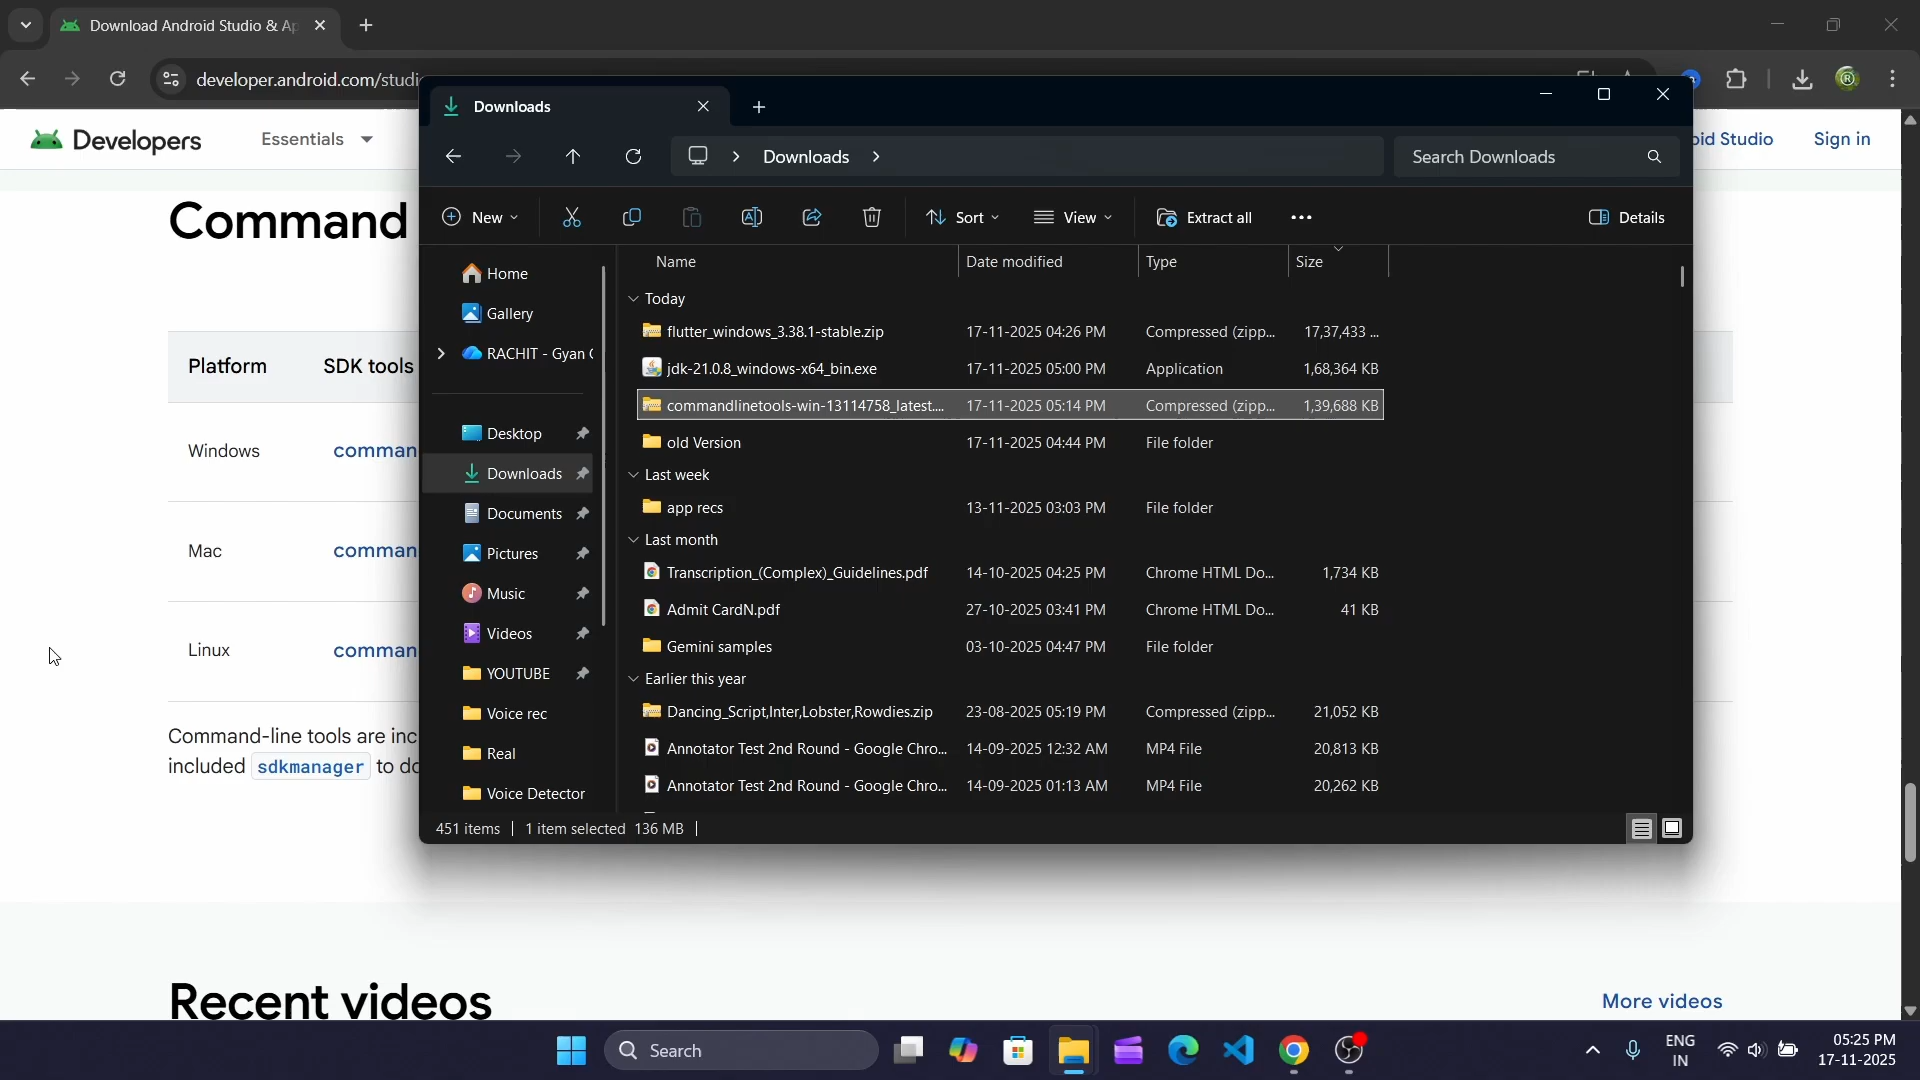 Download Android Studio & Ap
developer.android.com/studi
Developers
Essentials
oid Studio
Sign in
Command
Platform
SDK tools
Windows
comman
Mac
comman
Linux
comman
Command-line tools are inc
included sdkmanager to do
Recent videos
More videos
Downloads
Downloads
Search Downloads
New
Sort
View
Extract all
Details
Home
Gallery
RACHIT - Gyan
Desktop
Downloads
Documents
Pictures
Music
Videos
YOUTUBE
Voice rec
Real
Voice Detector
Name Date modified Type Size
Today
flutter_windows_3.38.1-stable.zip 17-11-2025 04:26 PM Compressed (zipp... 17,37,433 ...
jdk-21.0.8_windows-x64_bin.exe 17-11-2025 05:00 PM Application 1,68,364 KB
commandlinetools-win-13114758_latest.... 17-11-2025 05:14 PM Compressed (zipp... 1,39,688 KB
old Version 17-11-2025 04:44 PM File folder
Last week
app recs 13-11-2025 03:03 PM File folder
Last month
Transcription_(Complex)_Guidelines.pdf 14-10-2025 04:25 PM Chrome HTML Do... 1,734 KB
Admit CardN.pdf 27-10-2025 03:41 PM Chrome HTML Do... 41 KB
Gemini samples 03-10-2025 04:47 PM File folder
Earlier this year
Dancing_Script,Inter,Lobster,Rowdies.zip 23-08-2025 05:19 PM Compressed (zipp... 21,052 KB
Annotator Test 2nd Round - Google Chro... 14-09-2025 12:32 AM MP4 File 20,813 KB
Annotator Test 2nd Round - Google Chro... 14-09-2025 01:13 AM MP4 File 20,262 KB
451 items 1 item selected 136 MB
Search
ENG
IN
05:25 PM
17-11-2025